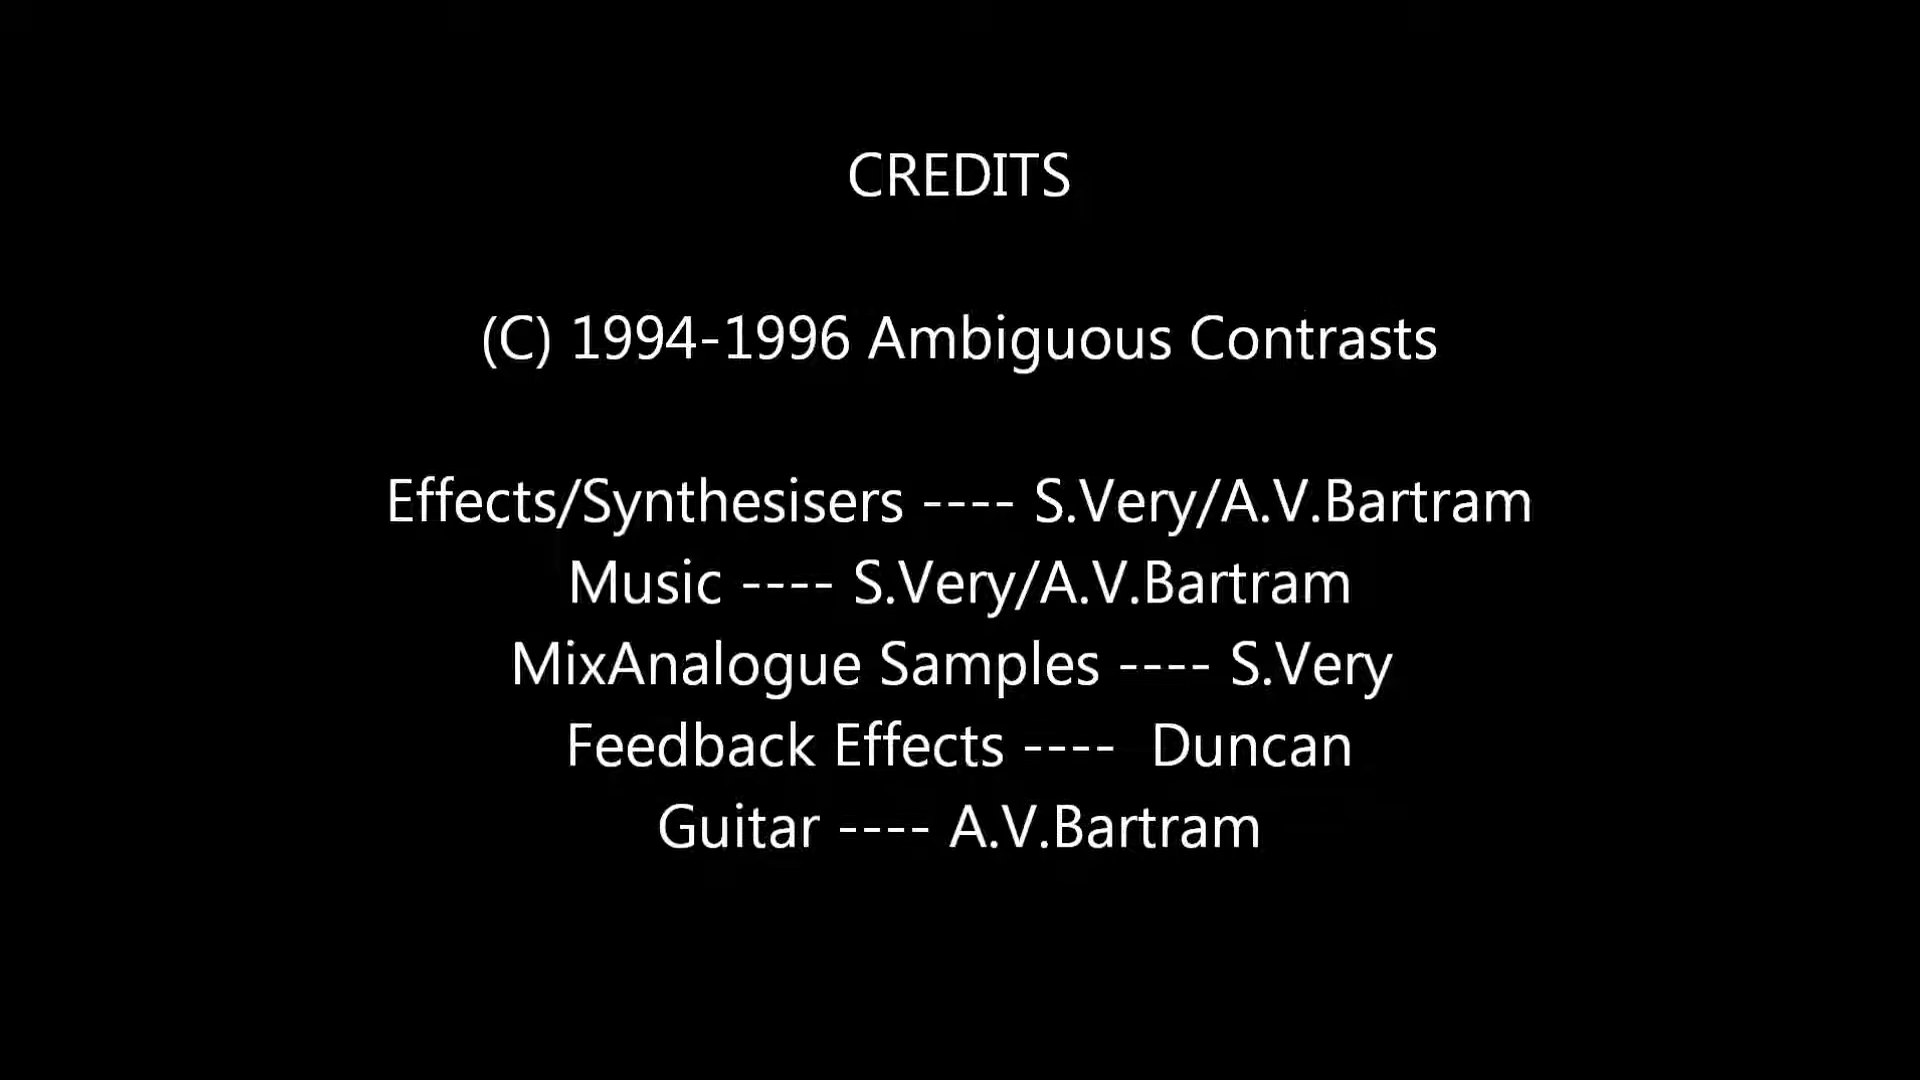 CREDITS
(C) 1994-1996 Ambiguous Contrasts
Effects/Synthesisers ---- S.Very/A.V.Bartram
Music ---- S.Very/A.V.Bartram
MixAnalogue Samples ---- S.Very
Feedback Effects ----  Duncan
Guitar ---- A.V.Bartram